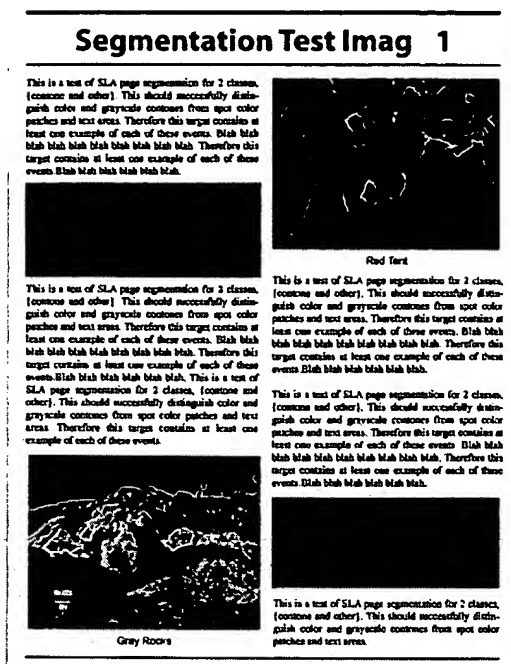 Segmentation Test Imag 1
This is a test of SLA page segmentation for 2 classes,
{contone and other}. This should successfully distin-
guish color and grayscale contones from spot color
patches and text areas. Therefore this target contains at
least one example of each of these events. Blah blah
blah blah blah blah blah blah blah. Therefore this
target contains at least one example of each of these
events.Blah blah blah blah blah.
This is a test of SLA page segmentation for 2 classes,
{contone and other}. This should successfully distin-
guish color and grayscale contones from spot color
patches and text areas. Therefore this target contains at
least one example of each of these events. Blah blah
blah blah blah blah blah blah blah. Therefore this
target contains at least one example of each of these
events.Blah blah blah blah blah. This is a test of
SLA page segmentation for 2 classes, {contone and
other}. This should successfully distinguish color and
grayscale contones from spot color patches and text
areas. Therefore this target contains at least one
example of each of these events.
Gray Rocks
Red Tent
This is a test of SLA page segmentation for 2 classes,
{contone and other}. This should successfully distin-
guish color and grayscale contones from spot color
patches and text areas. Therefore this target contains at
least one example of each of these events. Blah blah
blah blah blah blah blah blah blah. Therefore this
target contains at least one example of each of these
events.Blah blah blah blah blah.
This is a test of SLA page segmentation for 2 classes,
{contone and other}. This should successfully distin-
guish color and grayscale contones from spot color
patches and text areas. Therefore this target contains at
least one example of each of these events. Blah blah
blah blah blah blah blah blah blah. Therefore this
target contains at least one example of each of these
events.Blah blah blah blah blah.
This is a test of SLA page segmentation for 2 classes,
{contone and other}. This should successfully distin-
guish color and grayscale contones from spot color
patches and text areas.